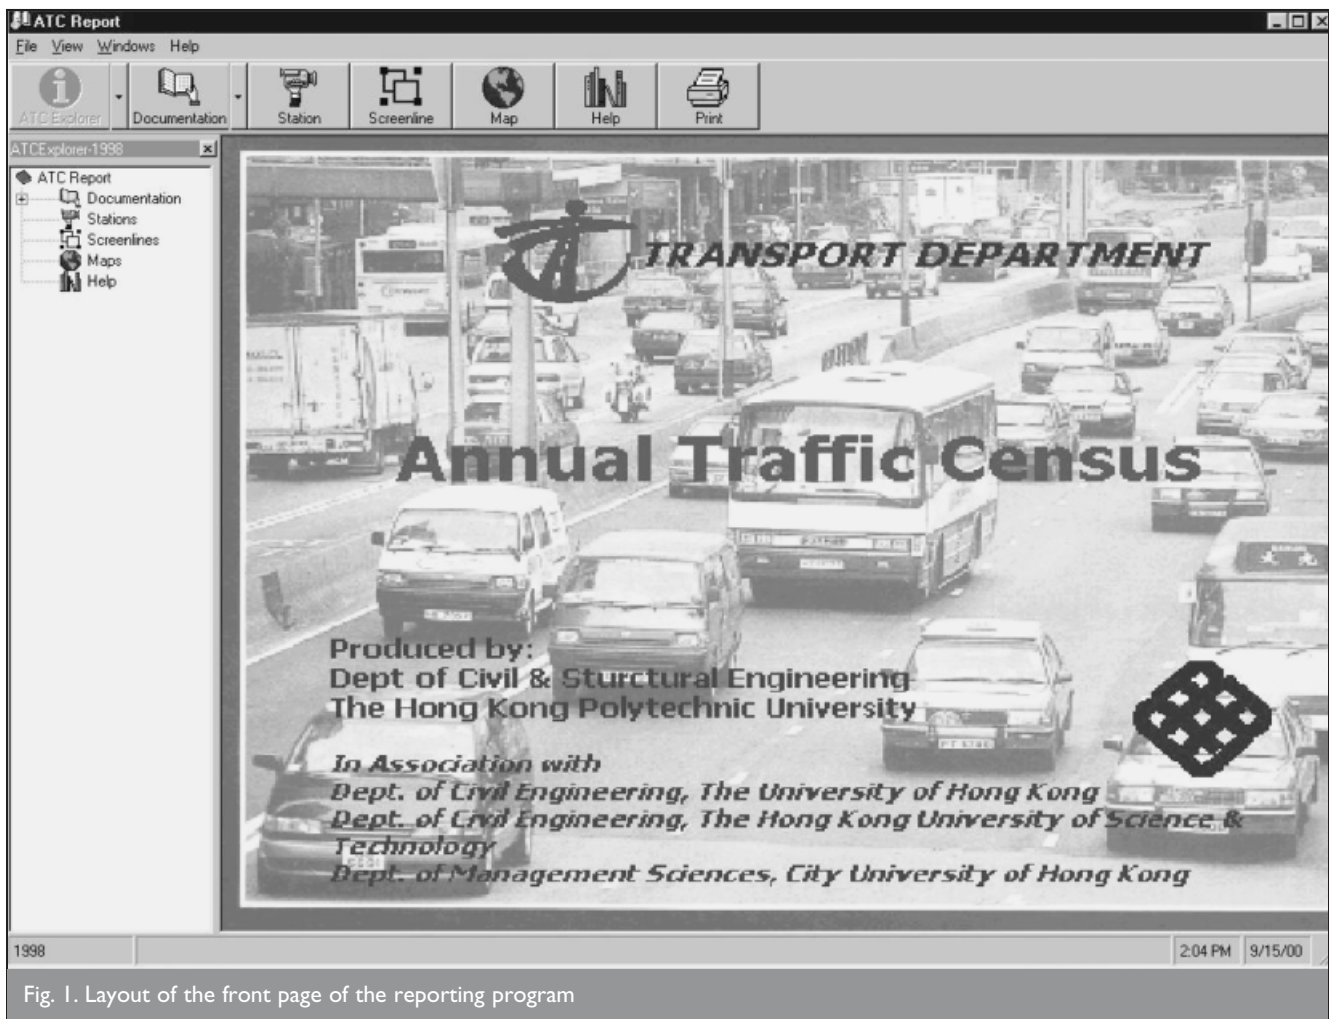 ATC Report
File View Windows Help
ATC Explorer Documentation Station Screenline Map Help Print
ATCExplorer-1998
ATC Report
Documentation
Stations
Screenlines
Maps
Help
TRANSPORT DEPARTMENT
Annual Traffic Census
Produced by:
Dept of Civil & Sturctural Engineering
The Hong Kong Polytechnic University
In Association with
Dept. of Civil Engineering, The University of Hong Kong
Dept. of Civil Engineering, The Hong Kong University of Science &
Technology
Dept. of Management Sciences, City University of Hong Kong
1998 2:04 PM 9/15/00
Fig. 1. Layout of the front page of the reporting program